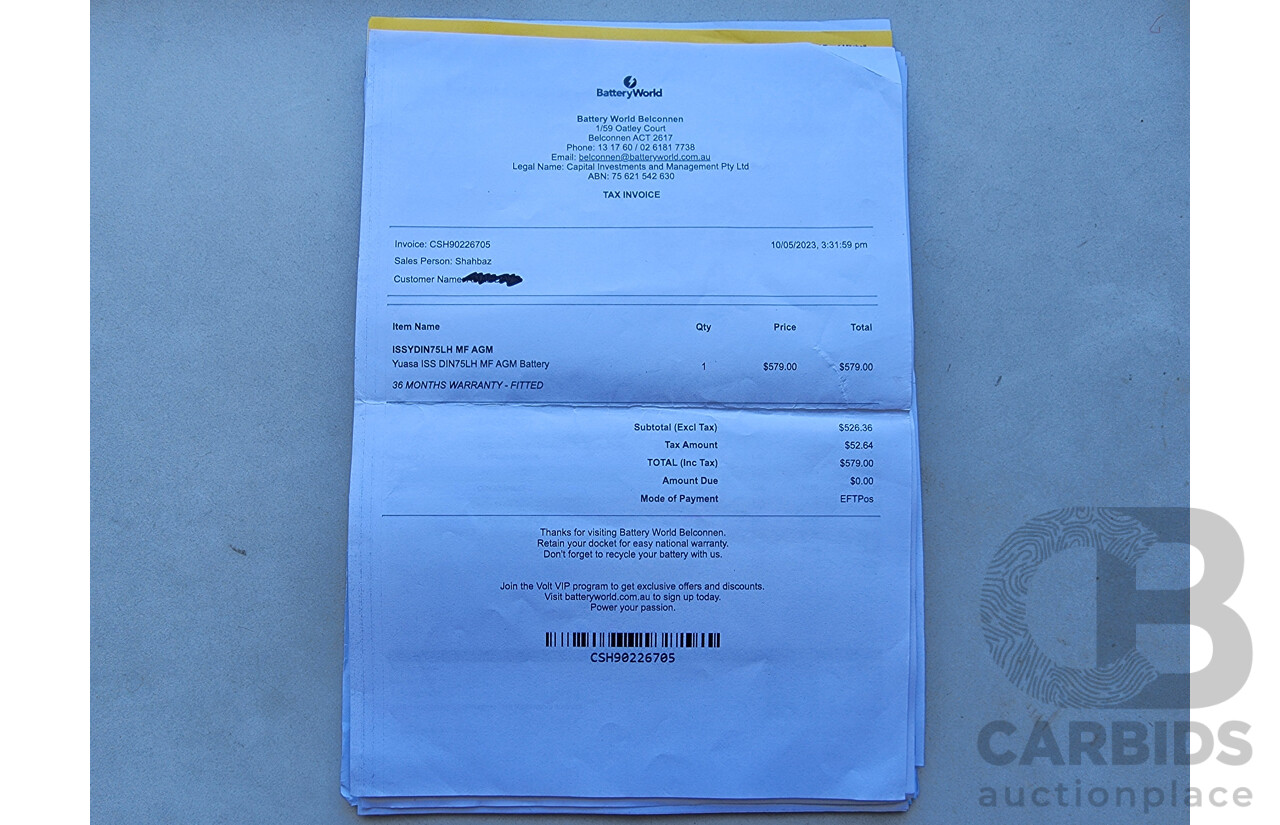 BatteryWorld
Battery World Belconnen
1/59 Oatley Court
Belconnen ACT 2617
Phone: 13 17 60 / 02 6181 7738
Email: belconnen@batteryworld.com.au
Legal Name: Capital Investments and Management Pty Ltd
ABN: 75 621 542 630
TAX INVOICE
Invoice: CSH90226705 10/05/2023, 3:31:59 pm
Sales Person: Shahbaz
Customer Name
Item Name Qty Price Total
ISSYDIN75LH MF AGM
Yuasa ISS DIN75LH MF AGM Battery 1 $579.00 $579.00
36 MONTHS WARRANTY - FITTED
Subtotal (Excl Tax) $526.36
Tax Amount $52.64
TOTAL (Inc Tax) $579.00
Amount Due $0.00
Mode of Payment EFTPos
Thanks for visiting Battery World Belconnen.
Retain your docket for easy national warranty.
Don't forget to recycle your battery with us.
Join the Volt VIP program to get exclusive offers and discounts.
Visit batteryworld.com.au to sign up today.
Power your passion.
CSH90226705
CB
CARBIDS
auctionplace